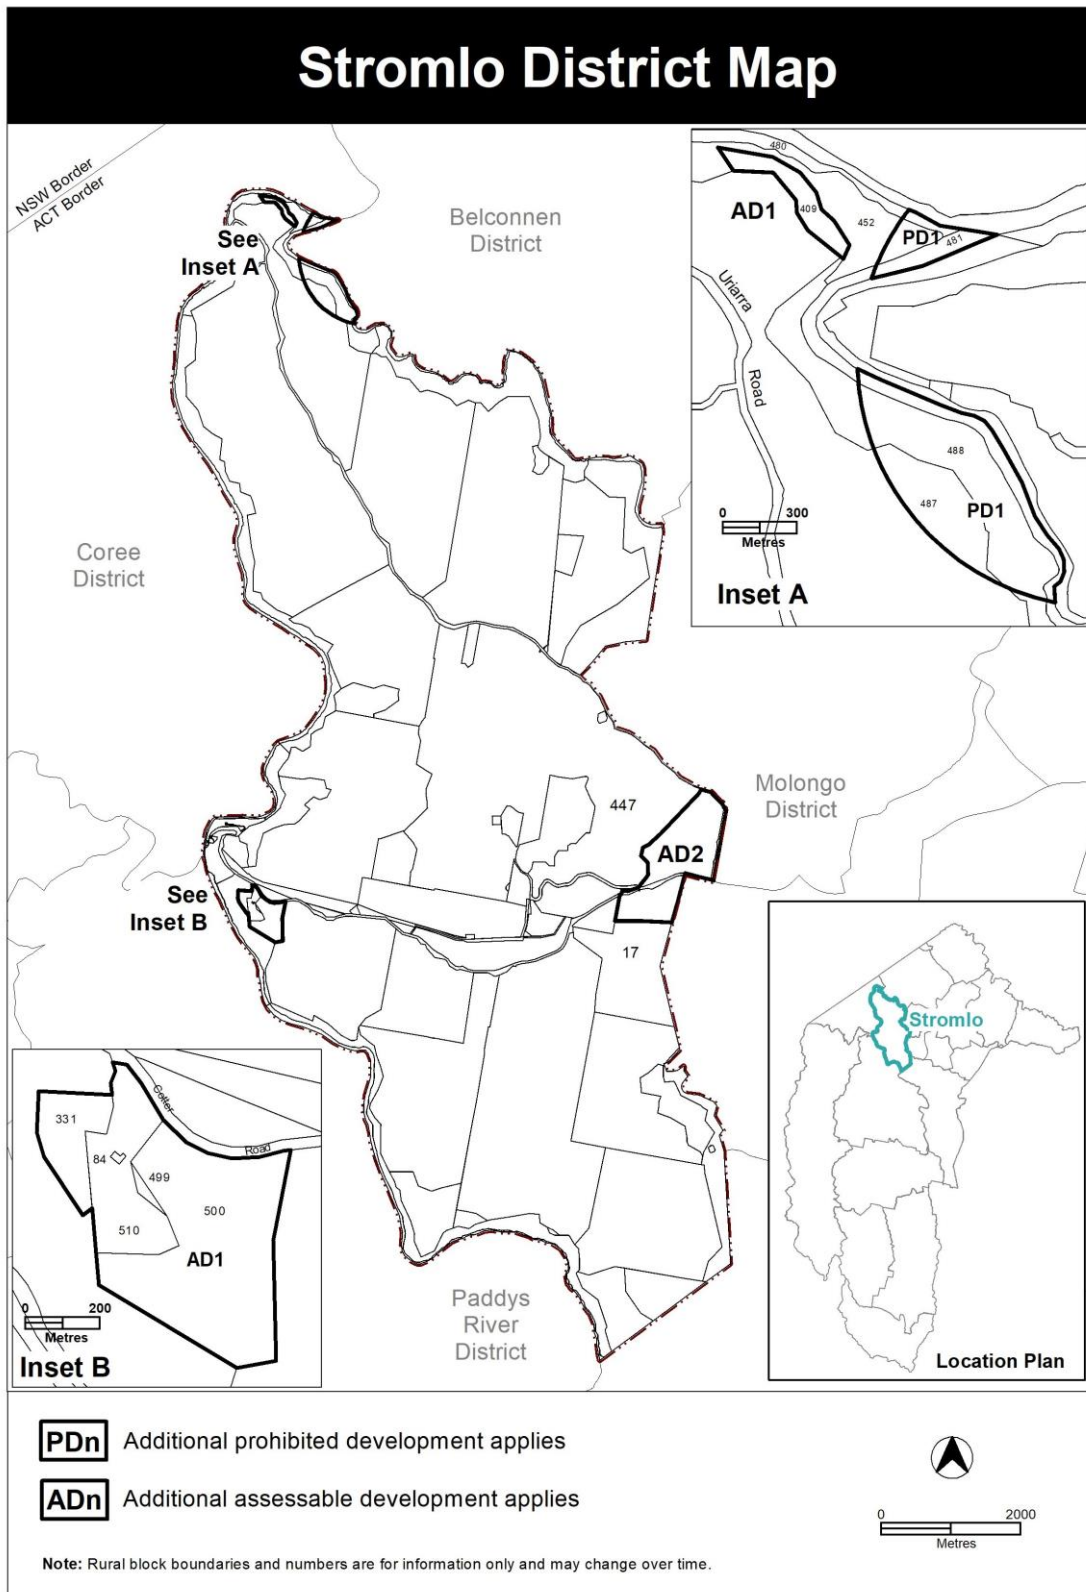 Stromlo District Map
NSW Border
ACT Border
Belconnen
District
See
Inset A
Coree
District
447
Molongo
District
AD2
See
Inset B
17
Paddys
River
District
480
AD1
409
452
PD1
481
Uriarra
Road
488
487
PD1
0 300
Metres
Inset A
Cotter
Road
331
84
499
500
510
AD1
0 200
Metres
Inset B
Stromlo
Location Plan
PDn Additional prohibited development applies
ADn Additional assessable development applies
0 2000
Metres
Note: Rural block boundaries and numbers are for information only and may change over time.